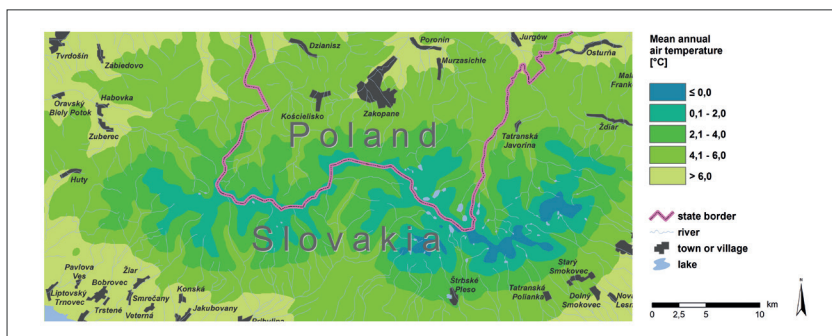 Tvrdošín
Zabiedovo
Dzianisz
Poronin
Jurgów
Osturňa
Murzasichle
Oravský
Biely Potok
Habovka
Zuberec
Kościelisko
Zakopane
Ždiar
Tatranská
Javorina
Poland
Huty
Slovakia
Pavlova
Ves
Žiar
Liptovský
Trnovec
Bobrovec
Smrečany
Konská
Trstené
Veterná
Jakubovany
Štrbské
Pleso
Starý
Smokovec
Tatranská
Polianka
Dolný
Smokovec
Mean annual
air temperature
[°C]
≤ 0,0
0,1 - 2,0
2,1 - 4,0
4,1 - 6,0
> 6,0
state border
river
town or village
lake
km
0 2,5 5 10
N